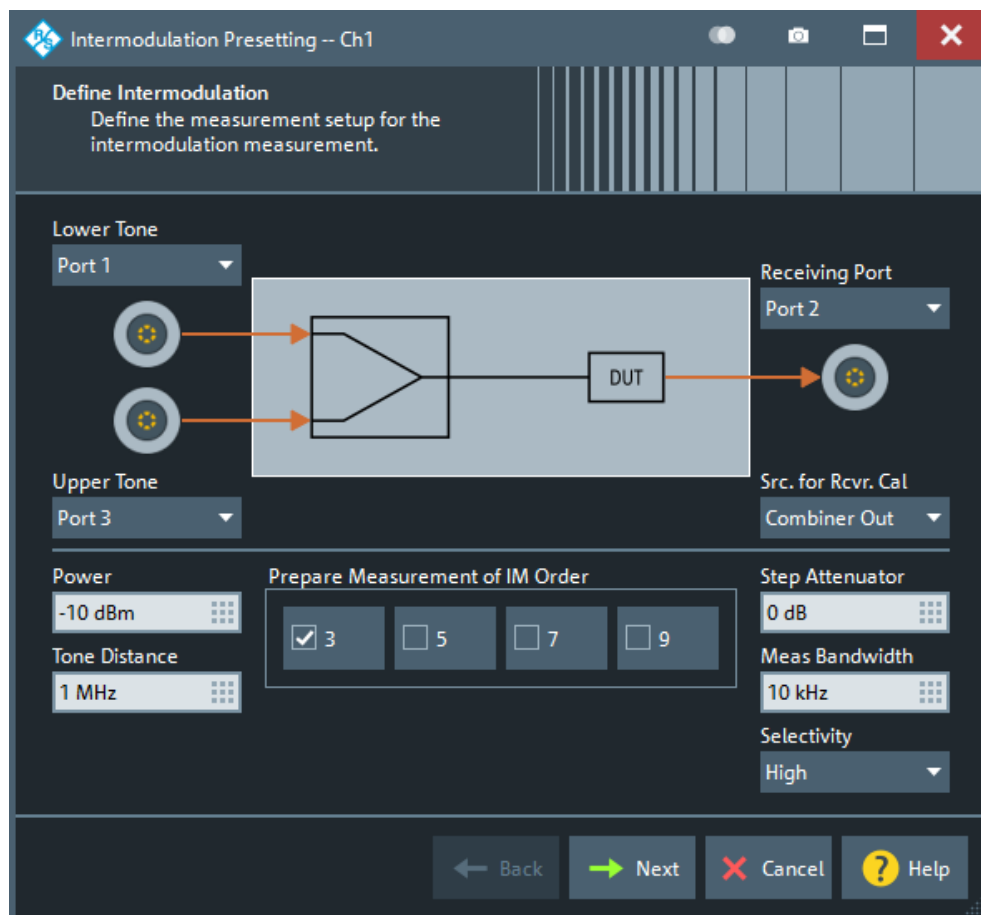 R&S Intermodulation Presetting -- Ch1
Define Intermodulation
Define the measurement setup for the
intermodulation measurement.
Lower Tone
Port 1
Receiving Port
Port 2
DUT
Upper Tone
Port 3
Src. for Rcvr. Cal
Combiner Out
Power
-10 dBm
Tone Distance
1 MHz
Prepare Measurement of IM Order
3 5 7 9
Step Attenuator
0 dB
Meas Bandwidth
10 kHz
Selectivity
High
Back Next Cancel ? Help